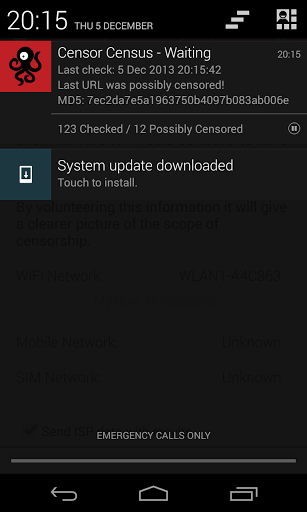 20:15 THU 5 DECEMBER
Censor Census - Waiting 20:15
Last check: 5 Dec 2013 20:15:42
Last URL was possibly censored!
MD5: 7ec2da7e5a1963750b4097b083ab006e
123 Checked / 12 Possibly Censored
System update downloaded
Touch to install.
By volunteering this information it will give
a clearer picture of the scope of
censorship.
WiFi Network: WLAN1-A4C863
Mobile Network: Unknown
SIM Network: Unknown
EMERGENCY CALLS ONLY